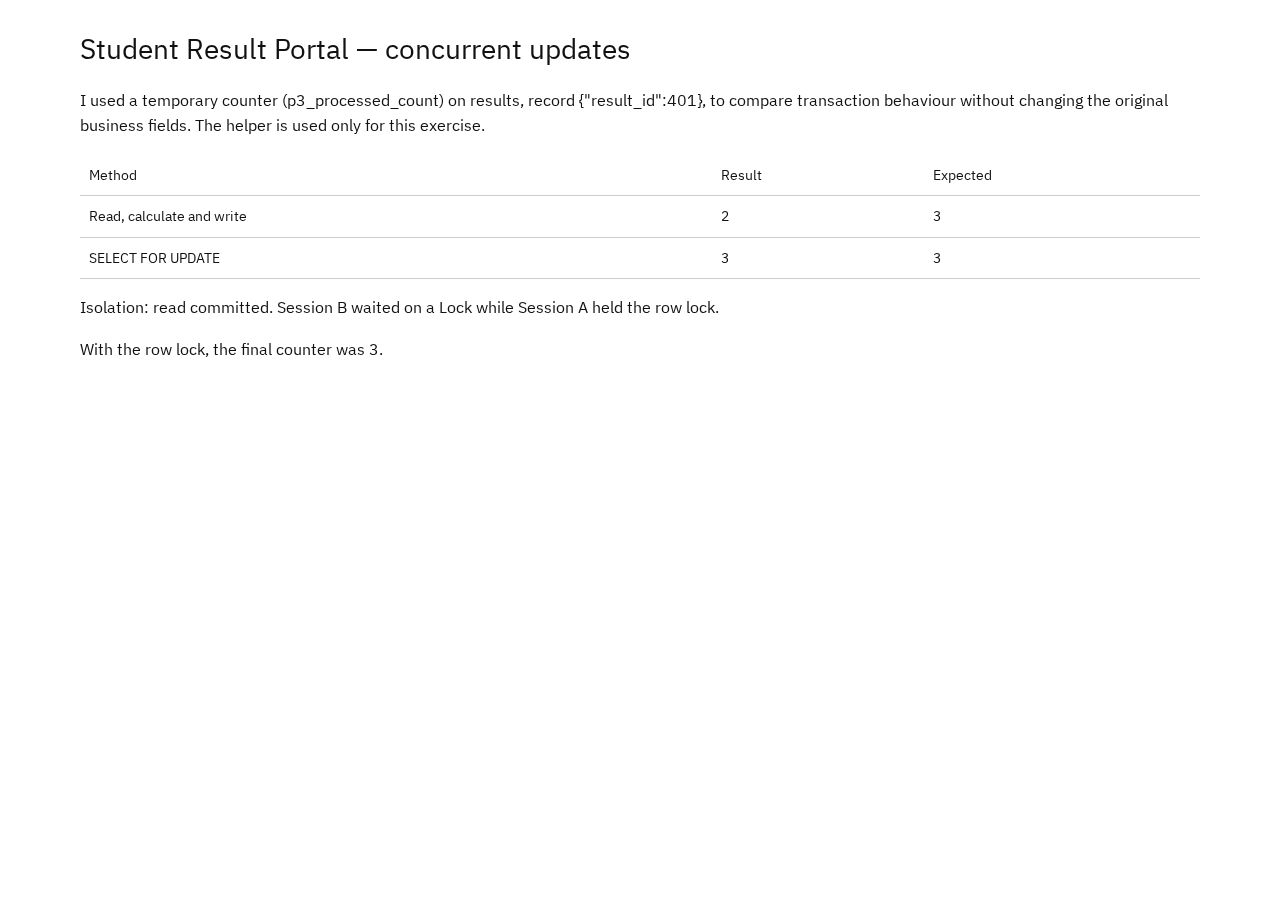 Student Result Portal — concurrent updates
I used a temporary counter (p3_processed_count) on results, record {"result_id":401}, to compare transaction behaviour without changing the original
business fields. The helper is used only for this exercise.
Method Result Expected
Read, calculate and write 2 3
SELECT FOR UPDATE 3 3
Isolation: read committed. Session B waited on a Lock while Session A held the row lock.
With the row lock, the final counter was 3.